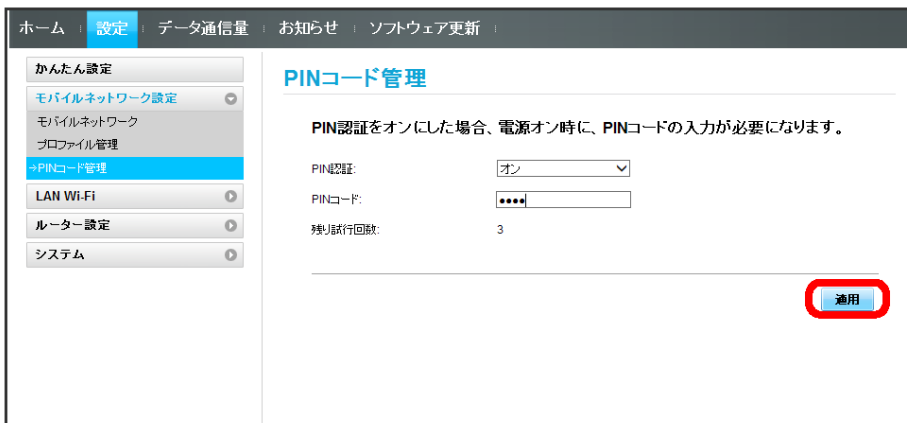 ホーム 設定 データ通信量 お知らせ ソフトウェア更新
かんたん設定
モバイルネットワーク設定
モバイルネットワーク
プロファイル管理
→PINコード管理
LAN Wi-Fi
ルーター設定
システム
PINコード管理
PIN認証をオンにした場合、電源オン時に、PINコードの入力が必要になります。
PIN認証: オン
PINコード: ●●●●
残り試行回数: 3
適用